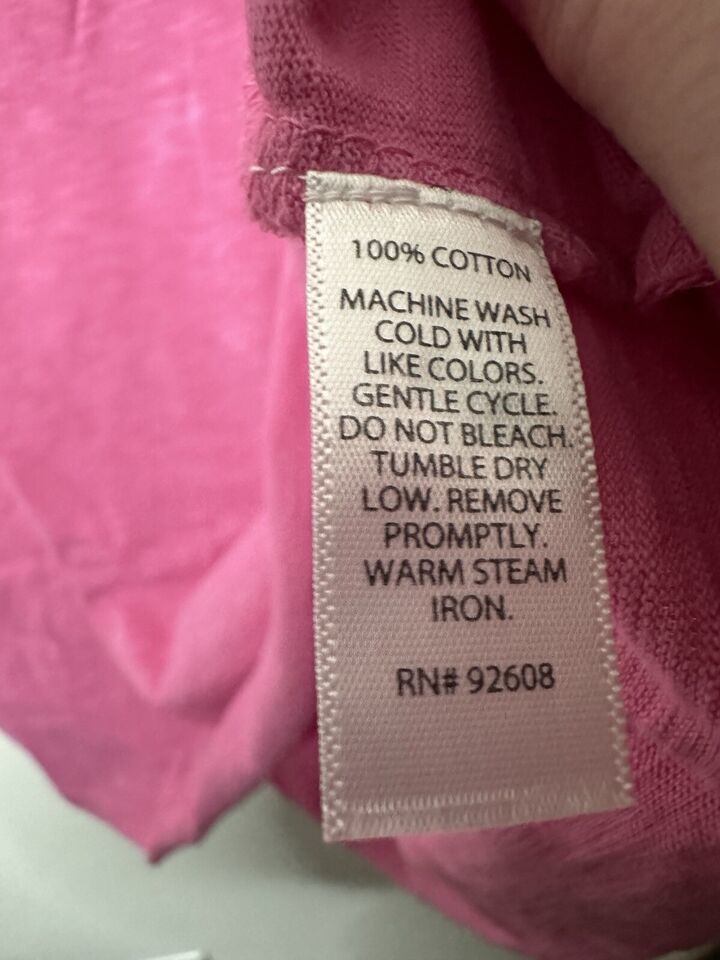 100% COTTON
MACHINE WASH
COLD WITH
LIKE COLORS.
GENTLE CYCLE.
DO NOT BLEACH.
TUMBLE DRY
LOW. REMOVE
PROMPTLY.
WARM STEAM
IRON.
RN# 92608